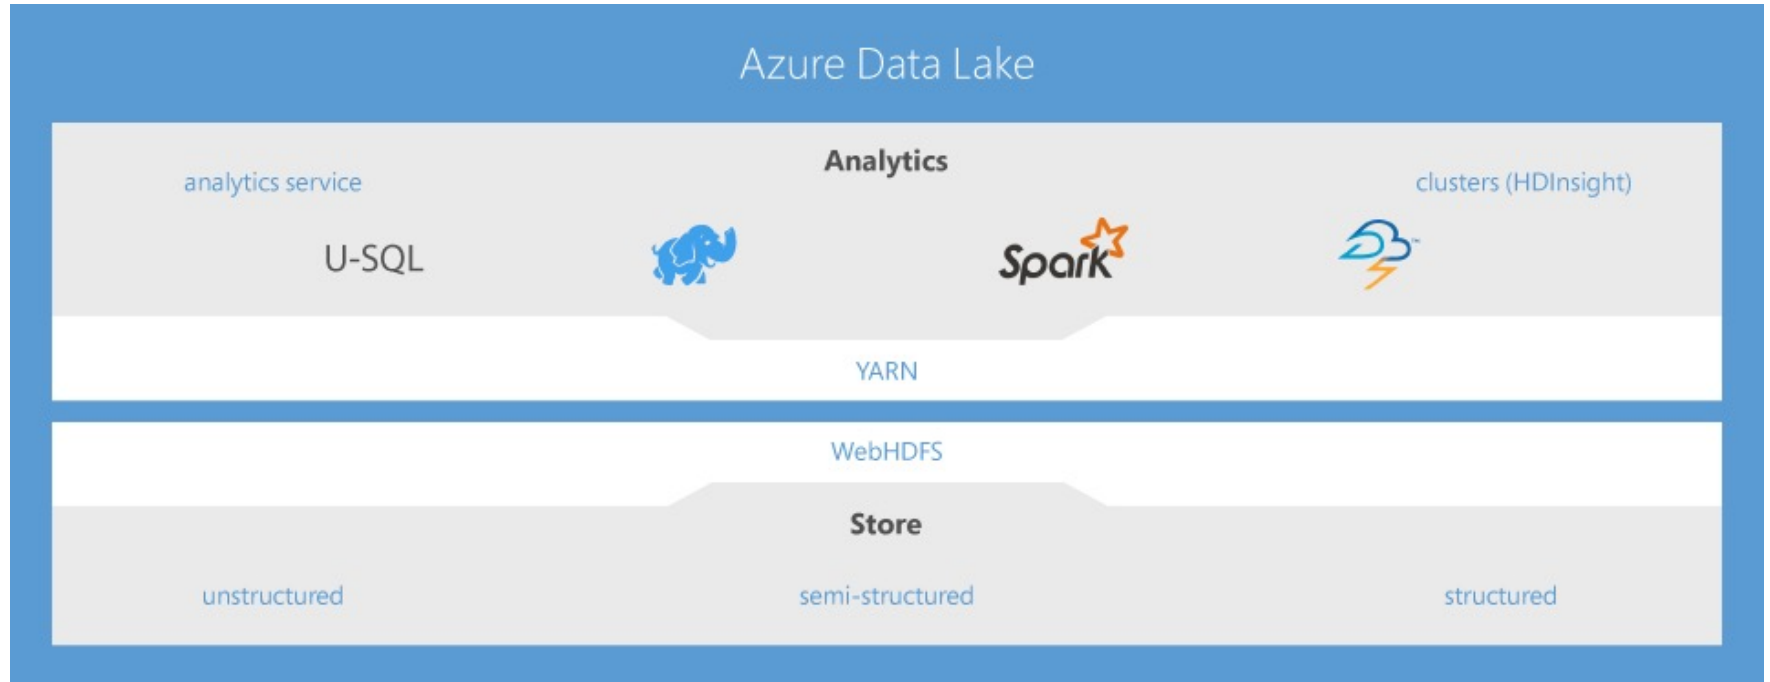 Azure Data Lake
Analytics
analytics service
clusters (HDInsight)
U-SQL
Spark
YARN
WebHDFS
Store
unstructured
semi-structured
structured